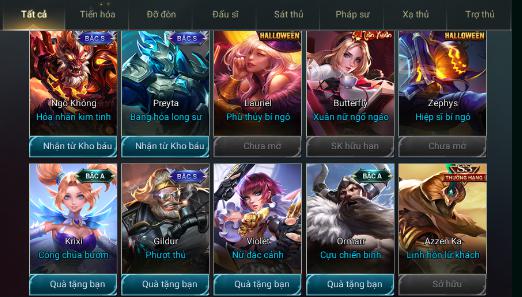 Tất cả
Tiến hóa
Đỡ đòn
Đấu sĩ
Sát thủ
Pháp sư
Xạ thủ
Trợ thủ
BẬC S
BẬC S
HALLOWEEN
HALLOWEEN
Ngộ Không
Preyta
Lauriel
Butterfly
Zephys
Hỏa nhãn kim tinh
Băng hỏa long sư
Phù thủy bí ngô
Xuân nữ ngổ ngáo
Hiệp sĩ bí ngô
Nhận từ Kho báu
Nhận từ Kho báu
Chưa mở
SK hữu hạn
Chưa mở
BẬC A
BẬC S
BẬC A
THƯỞNG HẠNG
Krixi
Gildur
Violet
Ormarr
Azzen'Ka
Công chúa bướm
Phượt thủ
Nữ đặc cảnh
Cựu chiến binh
Linh hồn lữ khách
Quà tặng bạn
Quà tặng bạn
Quà tặng bạn
Quà tặng bạn
Sở hữu